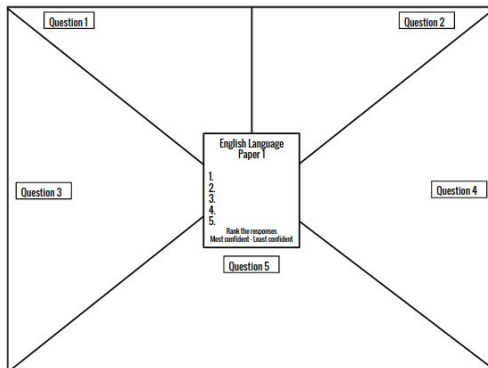 Question 1
Question 2
English Language
Paper 1
1.
2.
3.
4.
5.
Rank the responses
Most confident - Least confident
Question 3
Question 4
Question 5